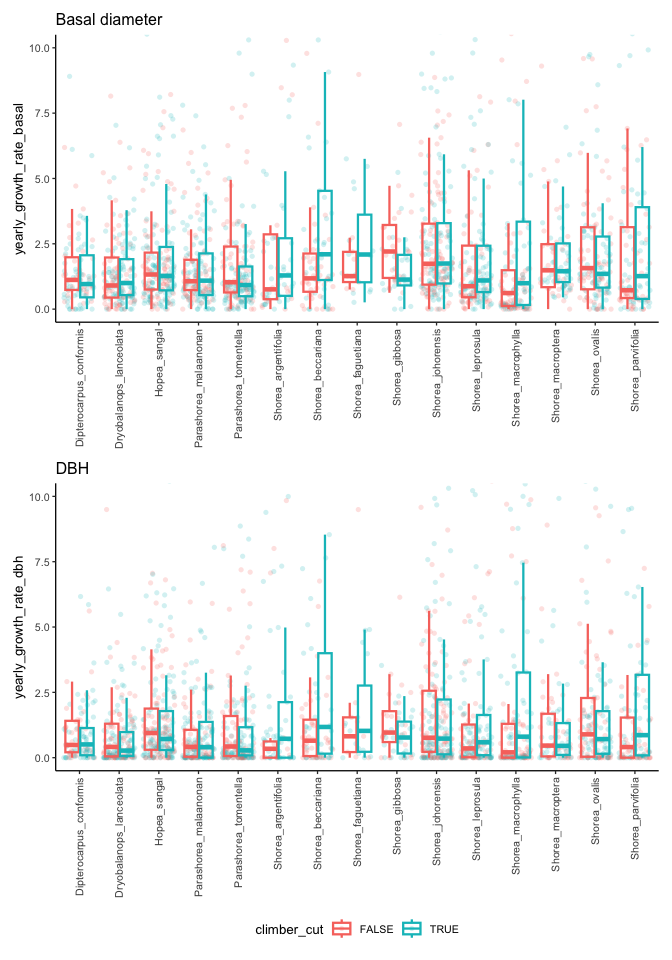 Basal diameter
yearly_growth_rate_basal
10.0
7.5
5.0
2.5
0.0
Dipterocarpus_conformis
Dryobalanops_lanceolata
Hopea_sangal
Parashorea_malaanonan
Parashorea_tomentella
Shorea_argentifolia
Shorea_beccariana
Shorea_faguetiana
Shorea_gibbosa
Shorea_johorensis
Shorea_leprosula
Shorea_macrophylla
Shorea_macroptera
Shorea_ovalis
Shorea_parvifolia
DBH
yearly_growth_rate_dbh
10.0
7.5
5.0
2.5
0.0
Dipterocarpus_conformis
Dryobalanops_lanceolata
Hopea_sangal
Parashorea_malaanonan
Parashorea_tomentella
Shorea_argentifolia
Shorea_beccariana
Shorea_faguetiana
Shorea_gibbosa
Shorea_johorensis
Shorea_leprosula
Shorea_macrophylla
Shorea_macroptera
Shorea_ovalis
Shorea_parvifolia
climber_cut FALSE TRUE